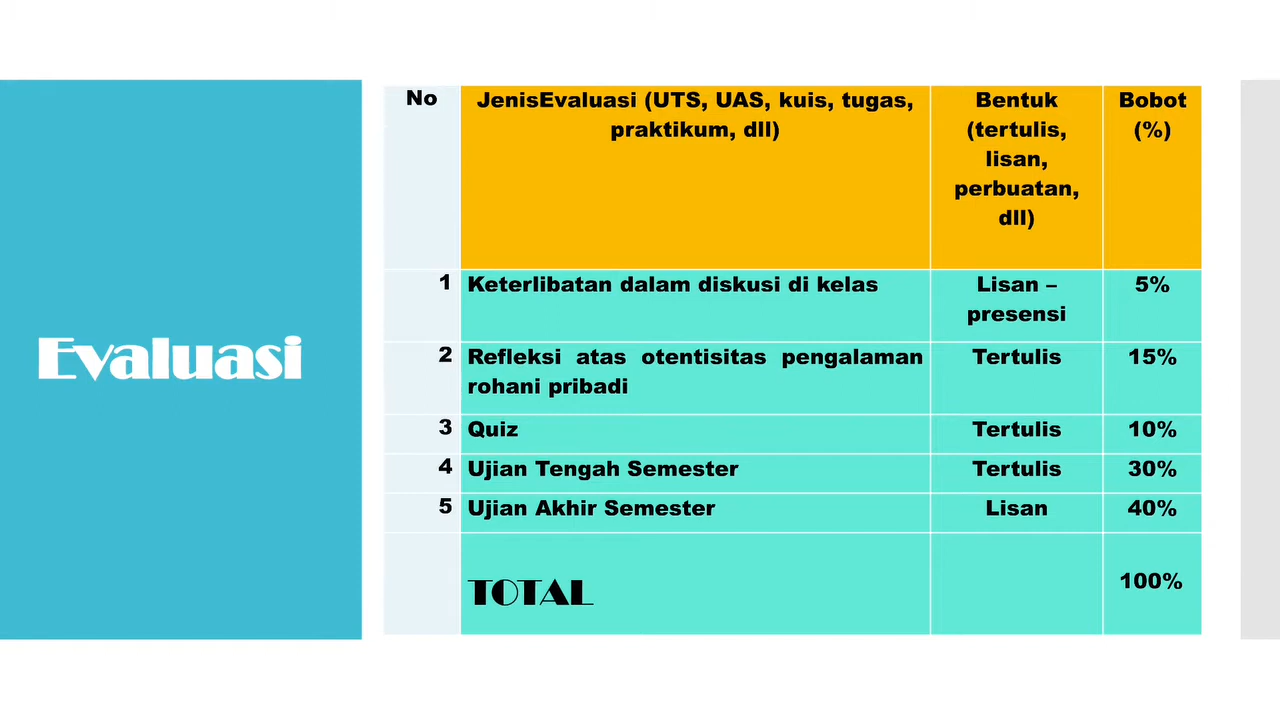 Evaluasi
No
JenisEvaluasi (UTS, UAS, kuis, tugas,
praktikum, dll)
Bentuk
(tertulis,
lisan,
perbuatan,
dll)
Bobot
(%)
1
Keterlibatan dalam diskusi di kelas
Lisan –
presensi
5%
2
Refleksi atas otentisitas pengalaman
rohani pribadi
Tertulis
15%
3
Quiz
Tertulis
10%
4
Ujian Tengah Semester
Tertulis
30%
5
Ujian Akhir Semester
Lisan
40%
TOTAL
100%